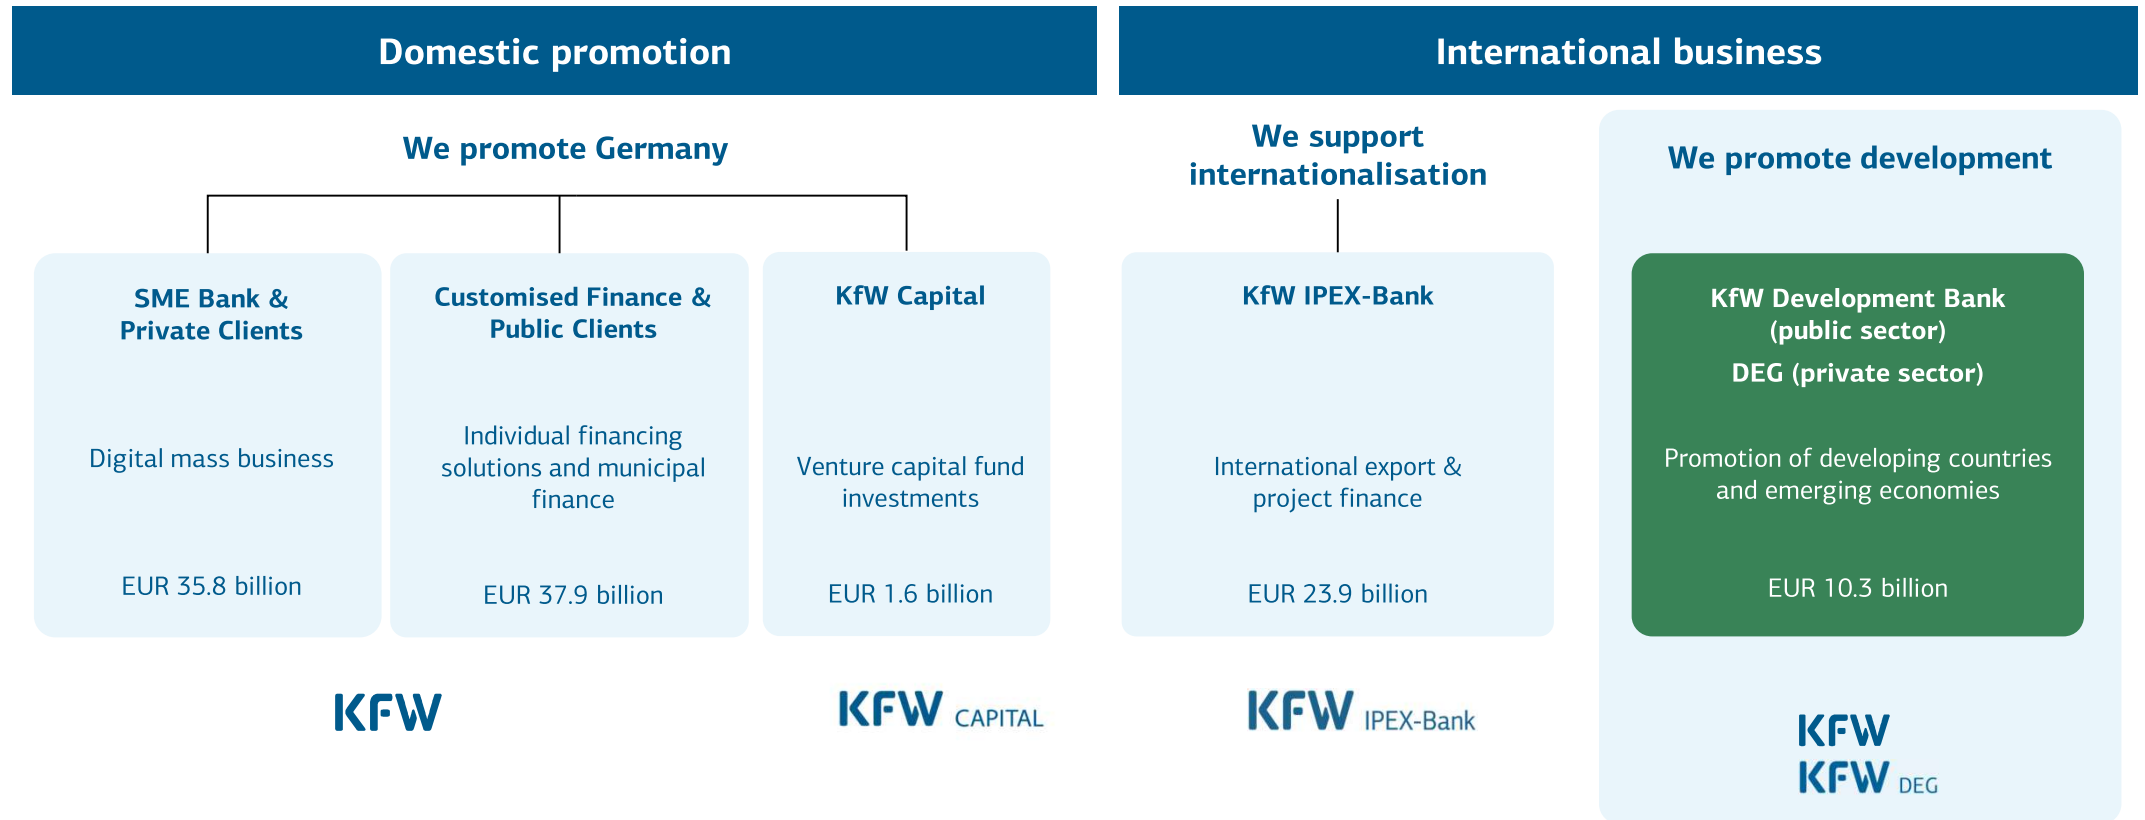 Domestic promotion
International business
We promote Germany
SME Bank &
Private Clients
Digital mass business
EUR 35.8 billion
Customised Finance &
Public Clients
Individual financing
solutions and municipal
finance
EUR 37.9 billion
KfW Capital
Venture capital fund
investments
EUR 1.6 billion
KFW
KFW CAPITAL
We support
internationalisation
KfW IPEX-Bank
International export &
project finance
EUR 23.9 billion
KFW IPEX-Bank
We promote development
KfW Development Bank
(public sector)
DEG (private sector)
Promotion of developing countries
and emerging economies
EUR 10.3 billion
KFW
KFW DEG